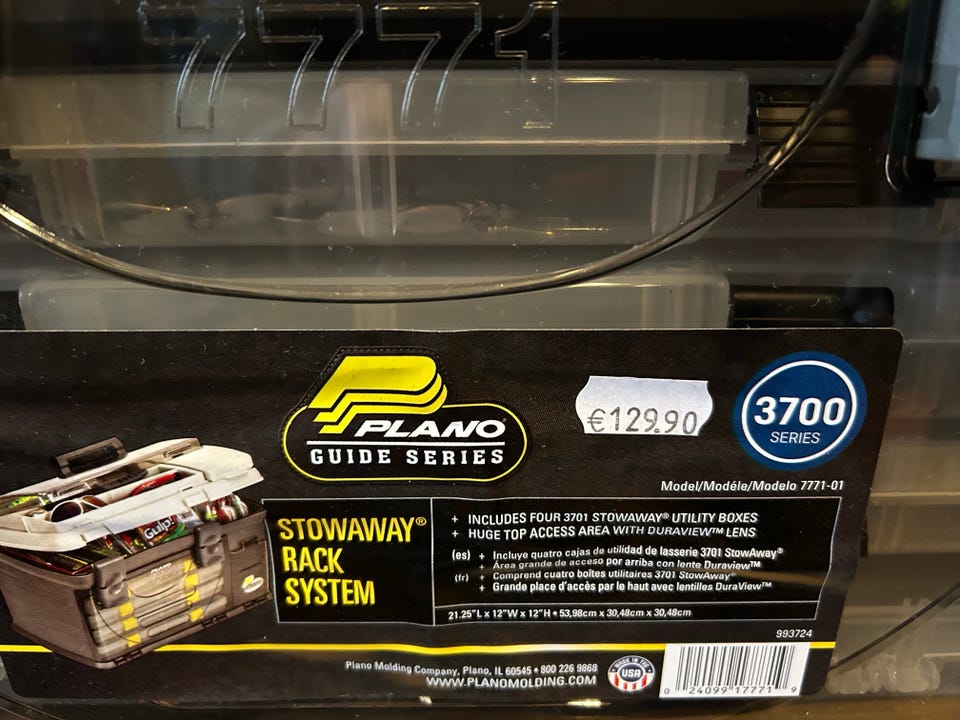 7771
PLANO
GUIDE SERIES
€129.90
3700
SERIES
Model/Modéle/Modelo 7771-01
Gulp!
STOWAWAY®
RACK
SYSTEM
+ INCLUDES FOUR 3701 STOWAWAY® UTILITY BOXES
+ HUGE TOP ACCESS AREA WITH DURAVIEW™ LENS
(es) + Incluye quatro cajas de utilidad de lasserie 3701 StowAway®
+ Área grande de acceso por arriba con lente Duraview™
(fr) + Comprend cuatro boîtes utilitaires 3701 StowAway®
+ Grande place d'accès par le haut avec lentilles DuraView™
21.25"L x 12"W x 12"H • 53,98cm x 30,48cm x 30,48cm
993724
Plano Molding Company, Plano, IL 60545 • 800 226 9868
WWW.PLANOMOLDING.COM
MADE IN THE
USA
0 24099 17771 9